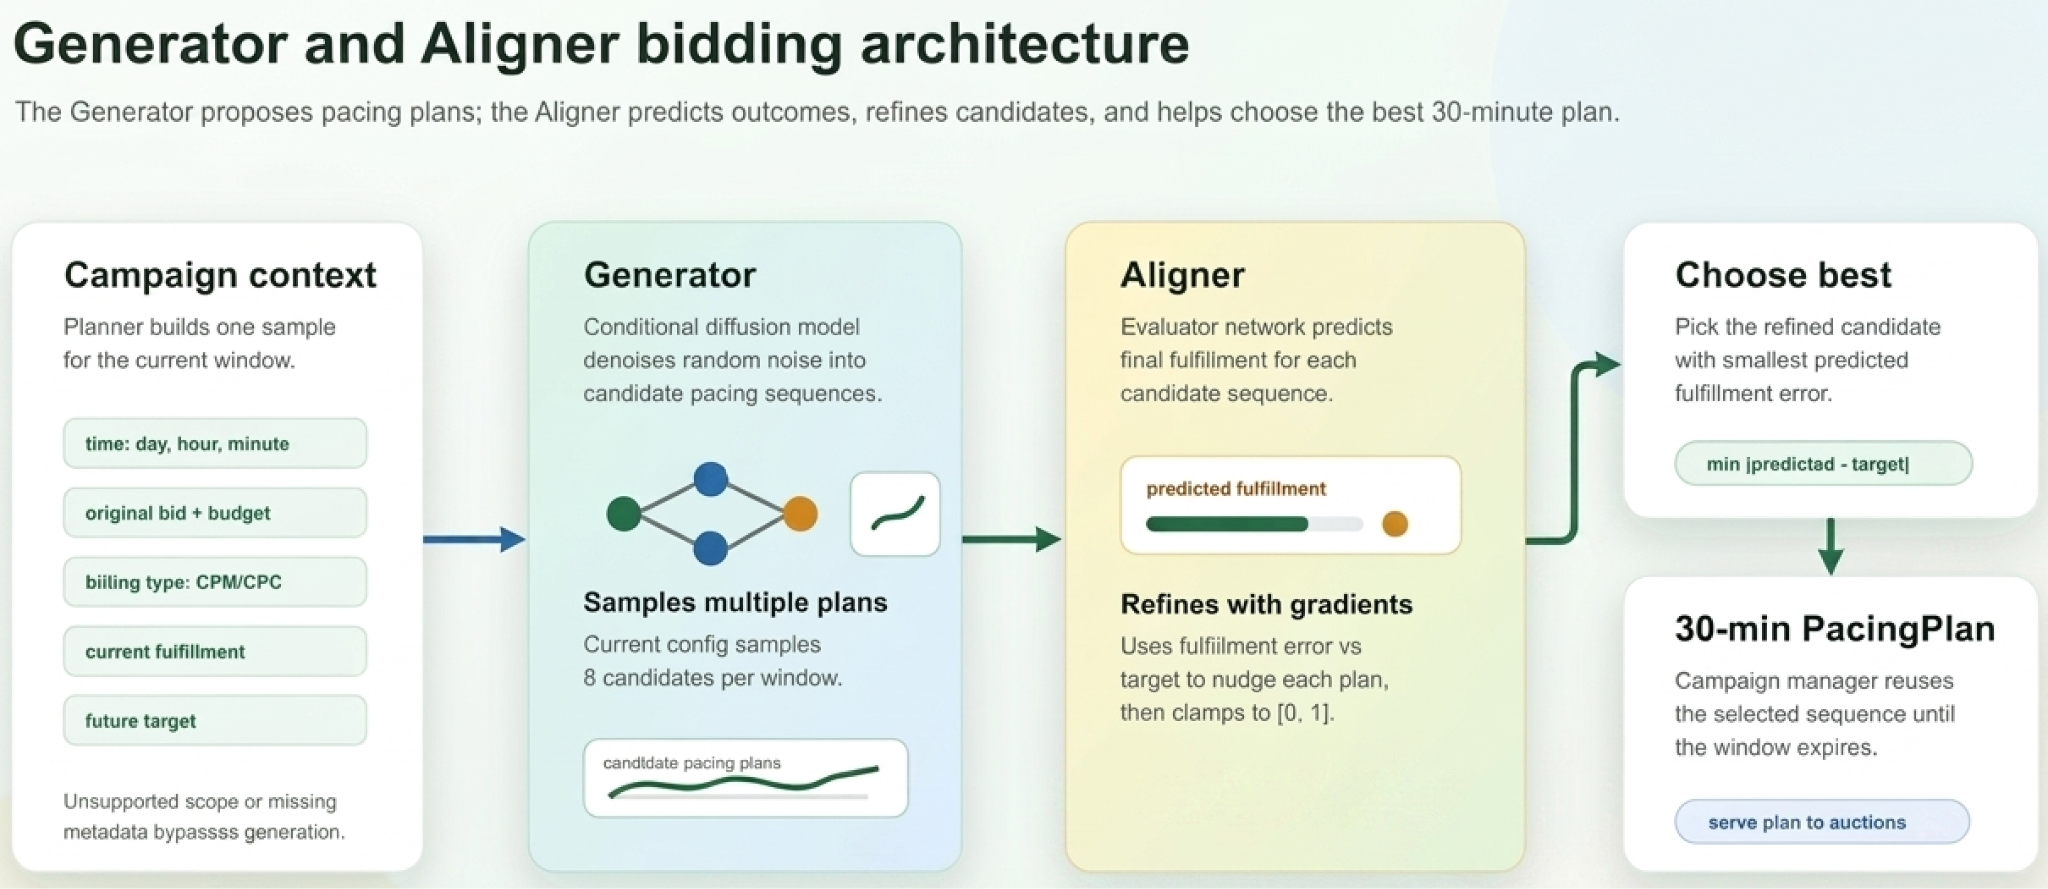 Generator and Aligner bidding architecture
The Generator proposes pacing plans; the Aligner predicts outcomes, refines candidates, and helps choose the best 30-minute plan.
Campaign context
Planner builds one sample
for the current window.
time: day, hour, minute
original bid + budget
biiling type: CPM/CPC
current fuifillment
future target
Unsupported scope or missing
metadata bypassss generation.
Generator
Conditional diffusion model
denoises random noise into
candidate pacing sequences.
Samples multiple plans
Current config samples
8 candidates per window.
candtdate pacing plans
Aligner
Evaluator network predicts
final fulfillment for each
candidate sequence.
predicted fulfillment
Refines with gradients
Uses fulfiilment error vs
target to nudge each plan,
then clamps to [0, 1].
Choose best
Pick the refined candidate
with smallest predicted
fulfillment error.
min |predictad - target|
30-min PacingPlan
Campaign manager reuses
the selected sequence until
the window expires.
serve plan to auctions